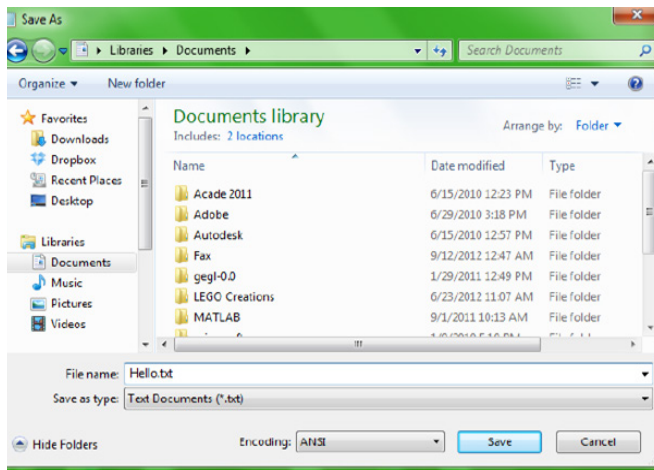 Save As
Libraries Documents Search Documents
Organize New folder
Favorites
Downloads
Dropbox
Recent Places
Desktop
Libraries
Documents
Music
Pictures
Videos
Documents library
Includes: 2 locations
Arrange by: Folder
Name Date modified Type
Acade 2011 6/15/2010 12:23 PM File folder
Adobe 6/29/2010 3:18 PM File folder
Autodesk 6/15/2010 12:57 PM File folder
Fax 9/12/2012 12:47 AM File folder
gegl-0.0 1/29/2011 12:49 PM File folder
LEGO Creations 6/23/2012 11:07 AM File folder
MATLAB 9/1/2011 10:13 AM File folder
File name: Hello.txt
Save as type: Text Documents (*.txt)
Hide Folders Encoding: ANSI Save Cancel